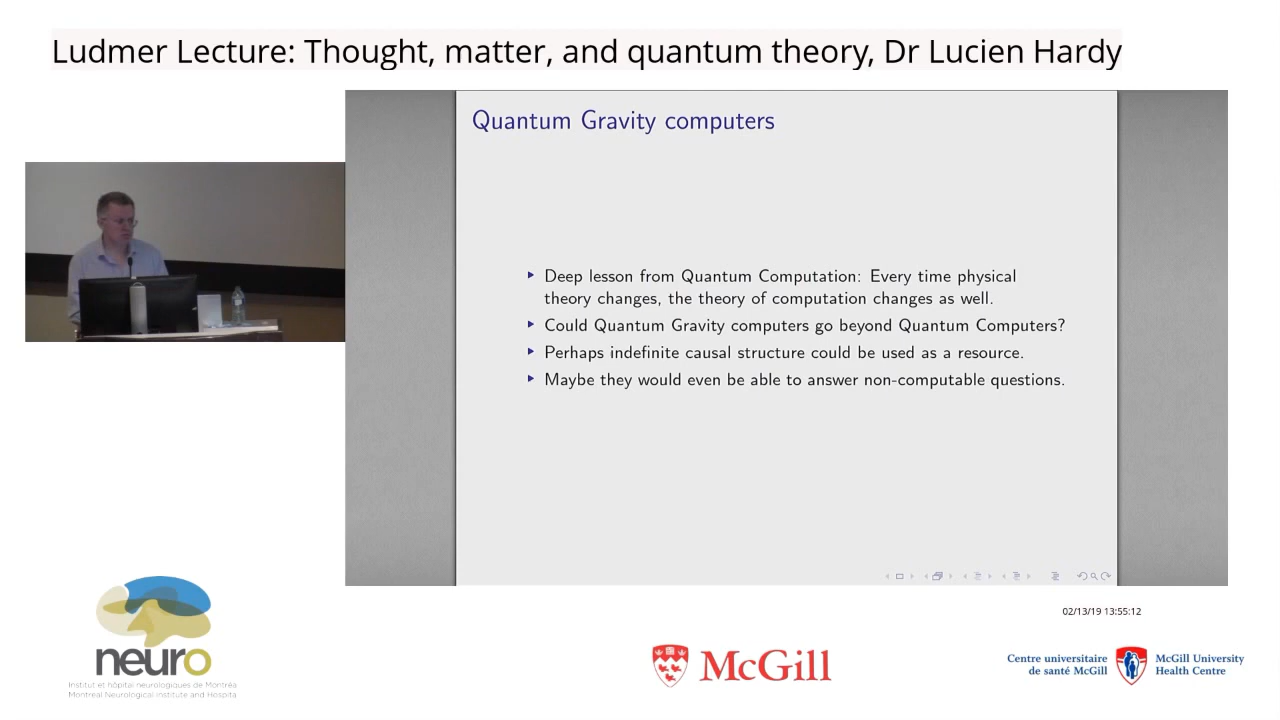 Ludmer Lecture: Thought, matter, and quantum theory, Dr Lucien Hardy
Quantum Gravity computers
Deep lesson from Quantum Computation: Every time physical
theory changes, the theory of computation changes as well.
Could Quantum Gravity computers go beyond Quantum Computers?
Perhaps indefinite causal structure could be used as a resource.
Maybe they would even be able to answer non-computable questions.
02/13/19 13:55:12
neuro
Institut et hôpital neurologiques de Montréal
Montreal Neurological Institute and Hospital
McGill
Centre universitaire
de santé McGill
McGill University
Health Centre